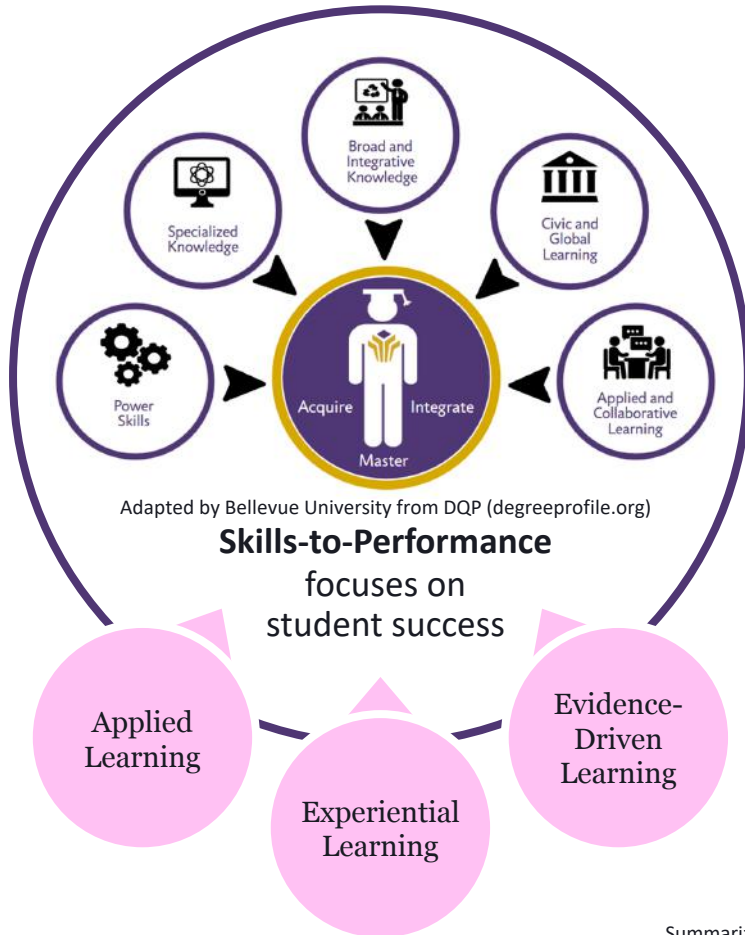 Broad and
Integrative
Knowledge
Specialized
Knowledge
Civic and
Global
Learning
Power
Skills
Acquire
Integrate
Master
Applied and
Collaborative
Learning
Adapted by Bellevue University from DQP (degreeprofile.org)
Skills-to-Performance
focuses on
student success
Applied
Learning
Experiential
Learning
Evidence-
Driven
Learning